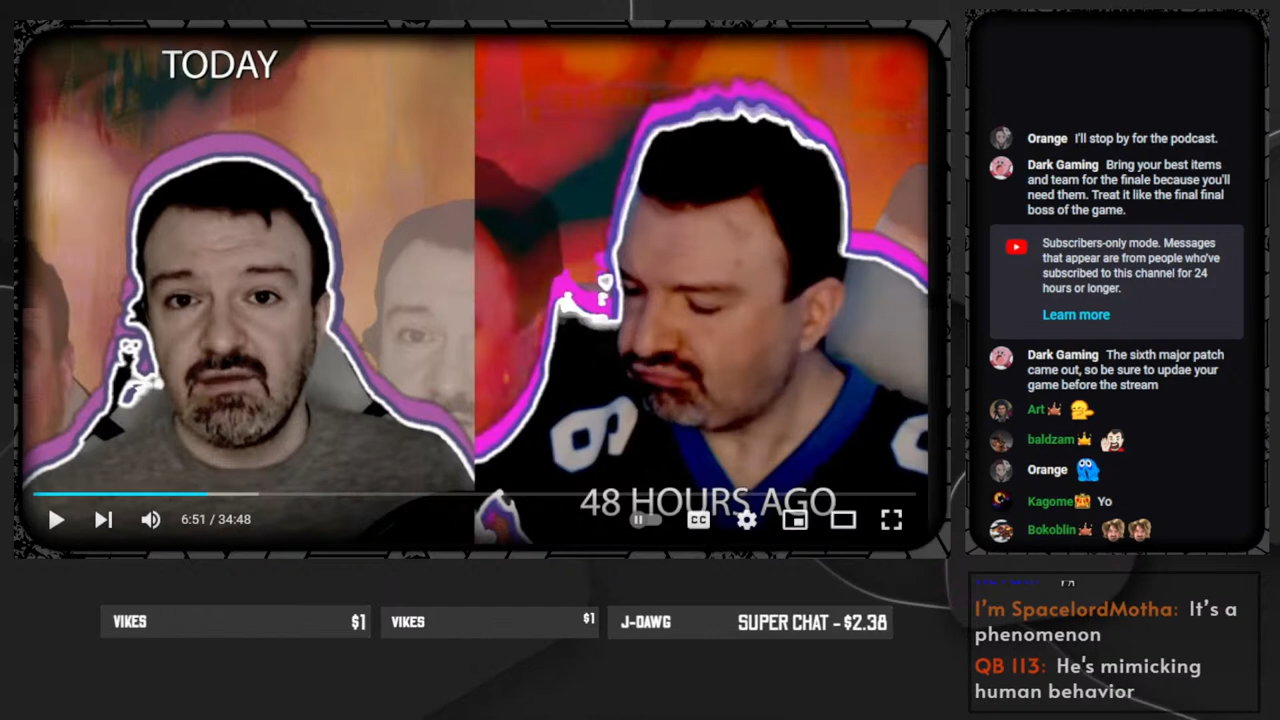 TODAY
48 HOURS AGO
6:51 / 34:48
CC
Orange I'll stop by for the podcast.
Dark Gaming Bring your best items
and team for the finale because you'll
need them. Treat it like the final final
boss of the game.
Subscribers-only mode. Messages
that appear are from people who've
subscribed to this channel for 24
hours or longer.
Learn more
Dark Gaming The sixth major patch
came out, so be sure to updae your
game before the stream
Art
baldzam
Orange
Kagome Yo
Bokoblin
VIKES $1
VIKES $1
J-DAWG SUPER CHAT - $2.38
I'm SpacelordMotha: It's a
phenomenon
QB 113: He's mimicking
human behavior